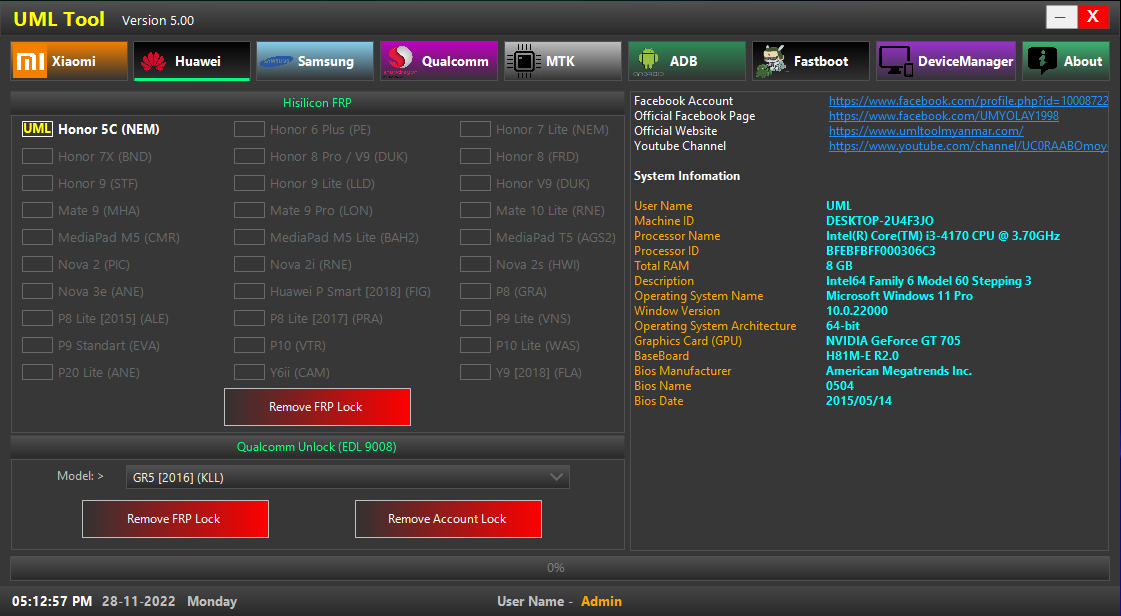 UML Tool Version 5.00
— X
Xiaomi Huawei SAMSUNG Samsung snapdragon Qualcomm MTK ANDROID ADB Fastboot DeviceManager About
Hisilicon FRP
UML Honor 5C (NEM) Honor 6 Plus (PE) Honor 7 Lite (NEM)
Honor 7X (BND) Honor 8 Pro / V9 (DUK) Honor 8 (FRD)
Honor 9 (STF) Honor 9 Lite (LLD) Honor V9 (DUK)
Mate 9 (MHA) Mate 9 Pro (LON) Mate 10 Lite (RNE)
MediaPad M5 (CMR) MediaPad M5 Lite (BAH2) MediaPad T5 (AGS2)
Nova 2 (PIC) Nova 2i (RNE) Nova 2s (HWI)
Nova 3e (ANE) Huawei P Smart [2018] (FIG) P8 (GRA)
P8 Lite [2015] (ALE) P8 Lite [2017] (PRA) P9 Lite (VNS)
P9 Standart (EVA) P10 (VTR) P10 Lite (WAS)
P20 Lite (ANE) Y6ii (CAM) Y9 [2018] (FLA)
Remove FRP Lock
Qualcomm Unlock (EDL 9008)
Model: > GR5 [2016] (KLL)
Remove FRP Lock Remove Account Lock
Facebook Account https://www.facebook.com/profile.php?id=10008722
Official Facebook Page https://www.facebook.com/UMYOLAY1998
Official Website https://www.umltoolmyanmar.com/
Youtube Channel https://www.youtube.com/channel/UC0RAABOmoy
System Infomation
User Name UML
Machine ID DESKTOP-2U4F3JO
Processor Name Intel(R) Core(TM) i3-4170 CPU @ 3.70GHz
Processor ID BFEBFBFF000306C3
Total RAM 8 GB
Description Intel64 Family 6 Model 60 Stepping 3
Operating System Name Microsoft Windows 11 Pro
Window Version 10.0.22000
Operating System Architecture 64-bit
Graphics Card (GPU) NVIDIA GeForce GT 705
BaseBoard H81M-E R2.0
Bios Manufacturer American Megatrends Inc.
Bios Name 0504
Bios Date 2015/05/14
0%
05:12:57 PM 28-11-2022 Monday User Name - Admin